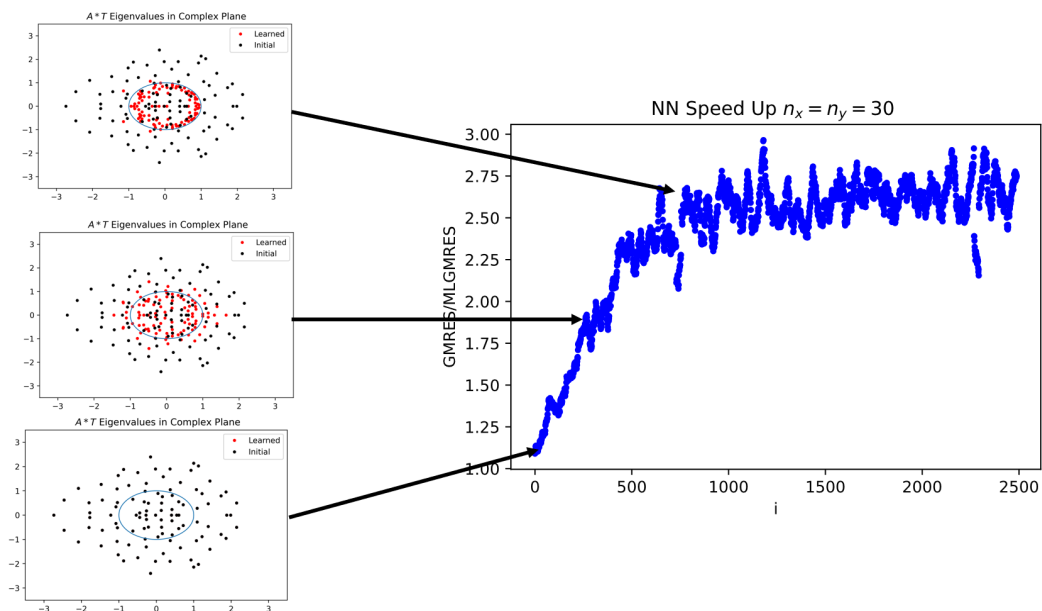 A*T Eigenvalues in Complex Plane
Learned
Initial
3
2
1
0
−1
−2
−3
−3 −2 −1 0 1 2 3
A*T Eigenvalues in Complex Plane
Learned
Initial
3
2
1
0
−1
−2
−3
−3 −2 −1 0 1 2 3
A*T Eigenvalues in Complex Plane
Learned
Initial
3
2
1
0
−1
−2
−3
−3 −2 −1 0 1 2 3
NN Speed Up n_x = n_y = 30
GMRES/MLGMRES
3.00
2.75
2.50
2.25
2.00
1.75
1.50
1.25
1.00
0 500 1000 1500 2000 2500
i